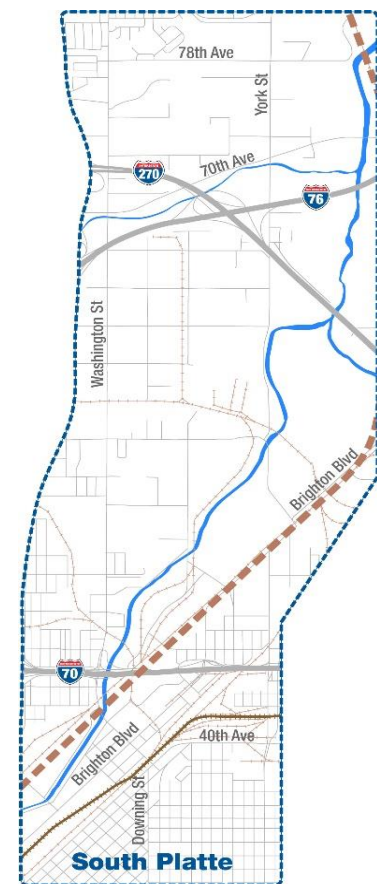 78th Ave
York St
70th Ave
270
76
Washington St
Brighton Blvd
70
Brighton Blvd
40th Ave
Downing St
South Platte